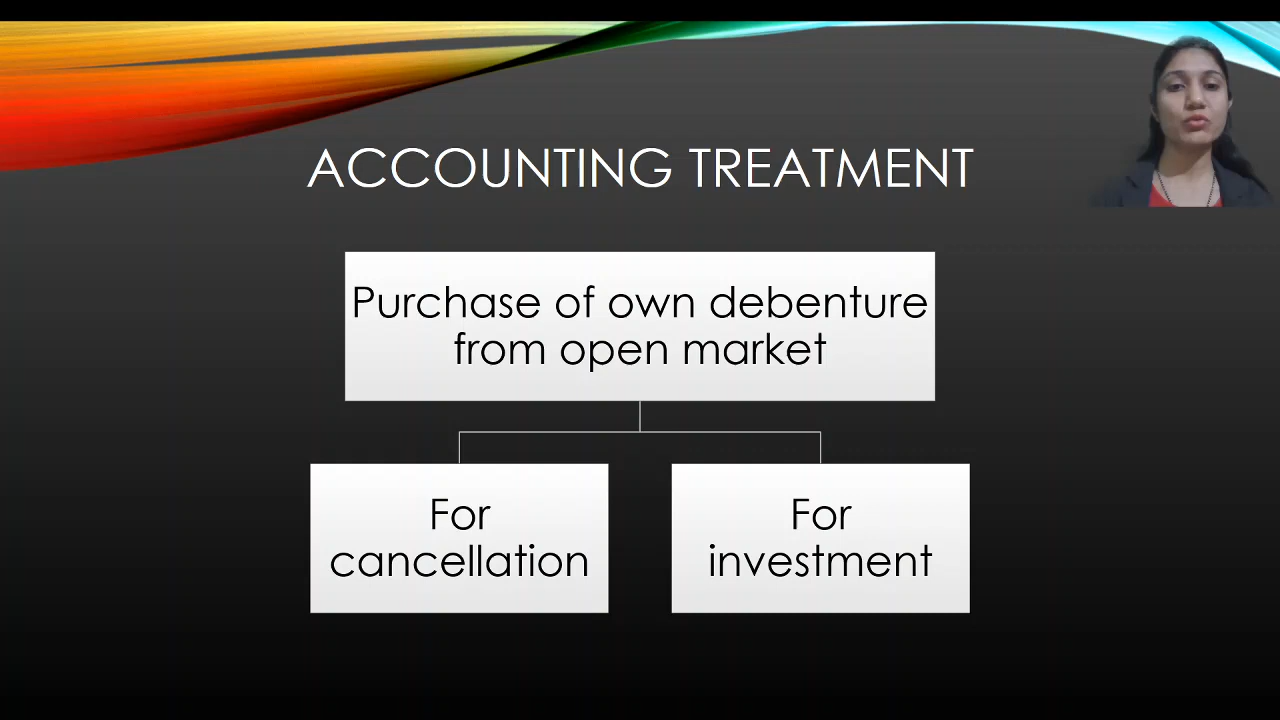 ACCOUNTING TREATMENT
Purchase of own debenture
from open market
For
cancellation
For
investment